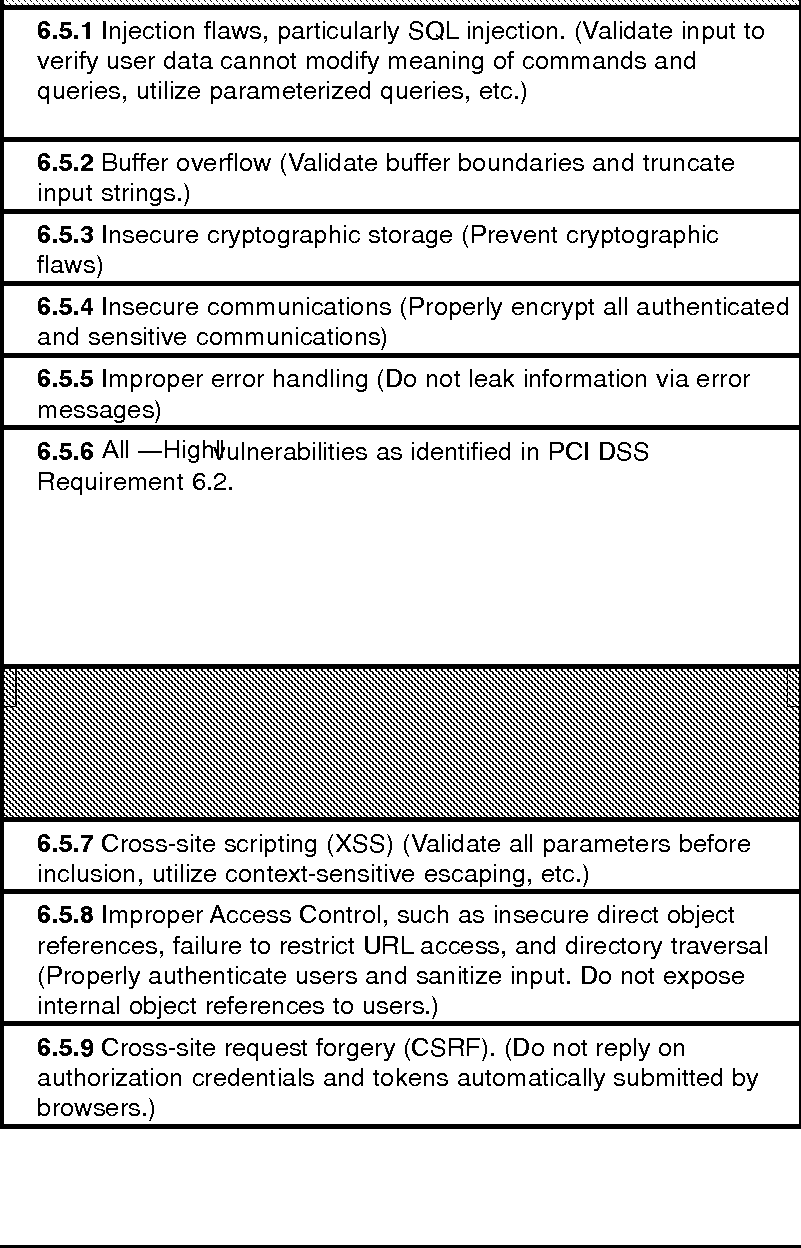 6.5.1 Injection flaws, particularly SQL injection. (Validate input to
verify user data cannot modify meaning of commands and
queries, utilize parameterized queries, etc.)
6.5.2 Buffer overflow (Validate buffer boundaries and truncate
input strings.)
6.5.3 Insecure cryptographic storage (Prevent cryptographic
flaws)
6.5.4 Insecure communications (Properly encrypt all authenticated
and sensitive communications)
6.5.5 Improper error handling (Do not leak information via error
messages)
6.5.6 All ―High‖ vulnerabilities as identified in PCI DSS
Requirement 6.2.
6.5.7 Cross-site scripting (XSS) (Validate all parameters before
inclusion, utilize context-sensitive escaping, etc.)
6.5.8 Improper Access Control, such as insecure direct object
references, failure to restrict URL access, and directory traversal
(Properly authenticate users and sanitize input. Do not expose
internal object references to users.)
6.5.9 Cross-site request forgery (CSRF). (Do not reply on
authorization credentials and tokens automatically submitted by
browsers.)